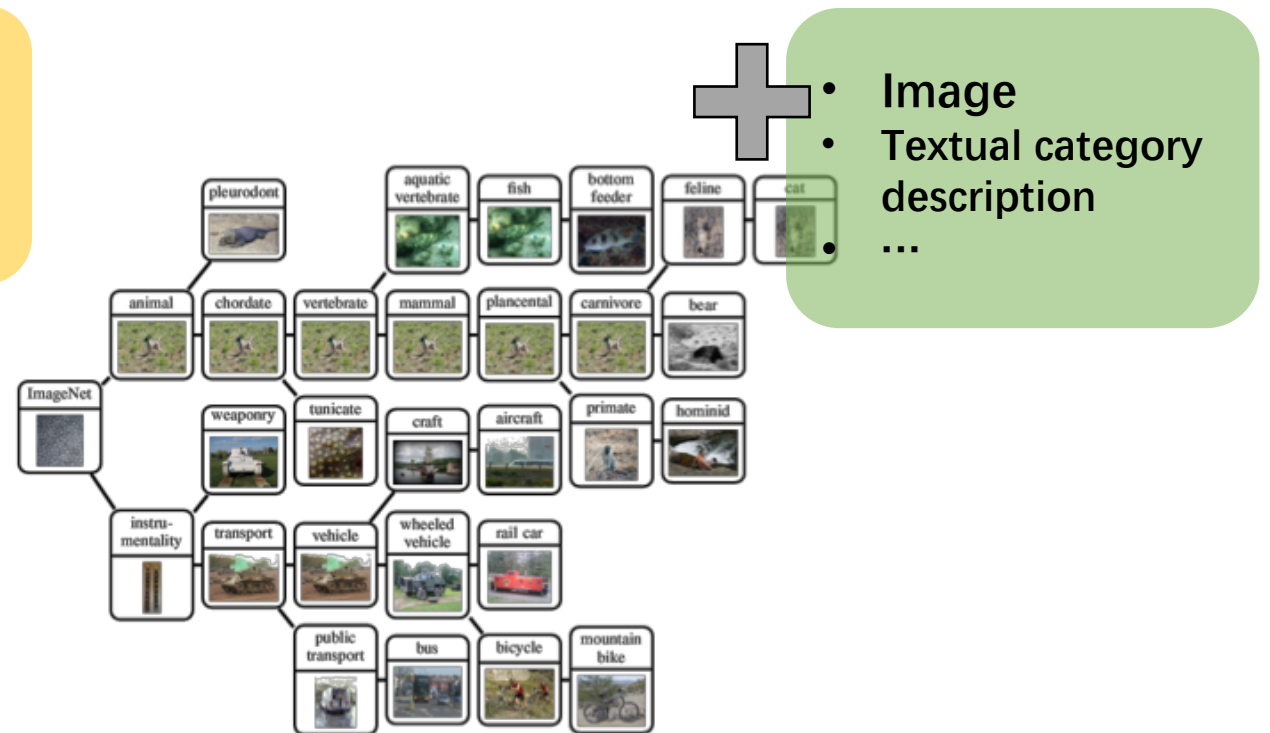 • Image
• Textual category
description
• ...
aquatic
vertebrate
fish
bottom
feeder
feline
cat
pleurodont
animal
chordate
vertebrate
mammal
plancental
carnivore
bear
ImageNet
weaponry
tunicate
craft
aircraft
primate
hominid
instru-
mentality
transport
vehicle
wheeled
vehicle
rail car
public
transport
bus
bicycle
mountain
bike